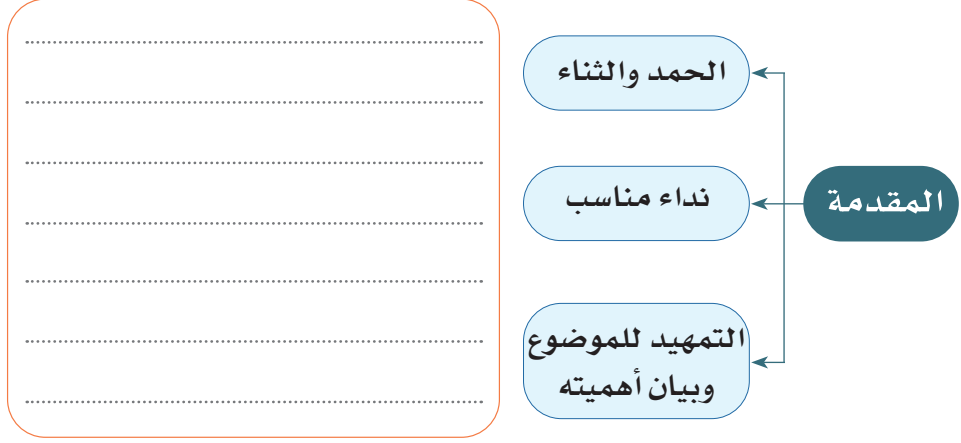 المقدمة
الحمد والثناء
نداء مناسب
التمهيد للموضوع
وبيان أهميته